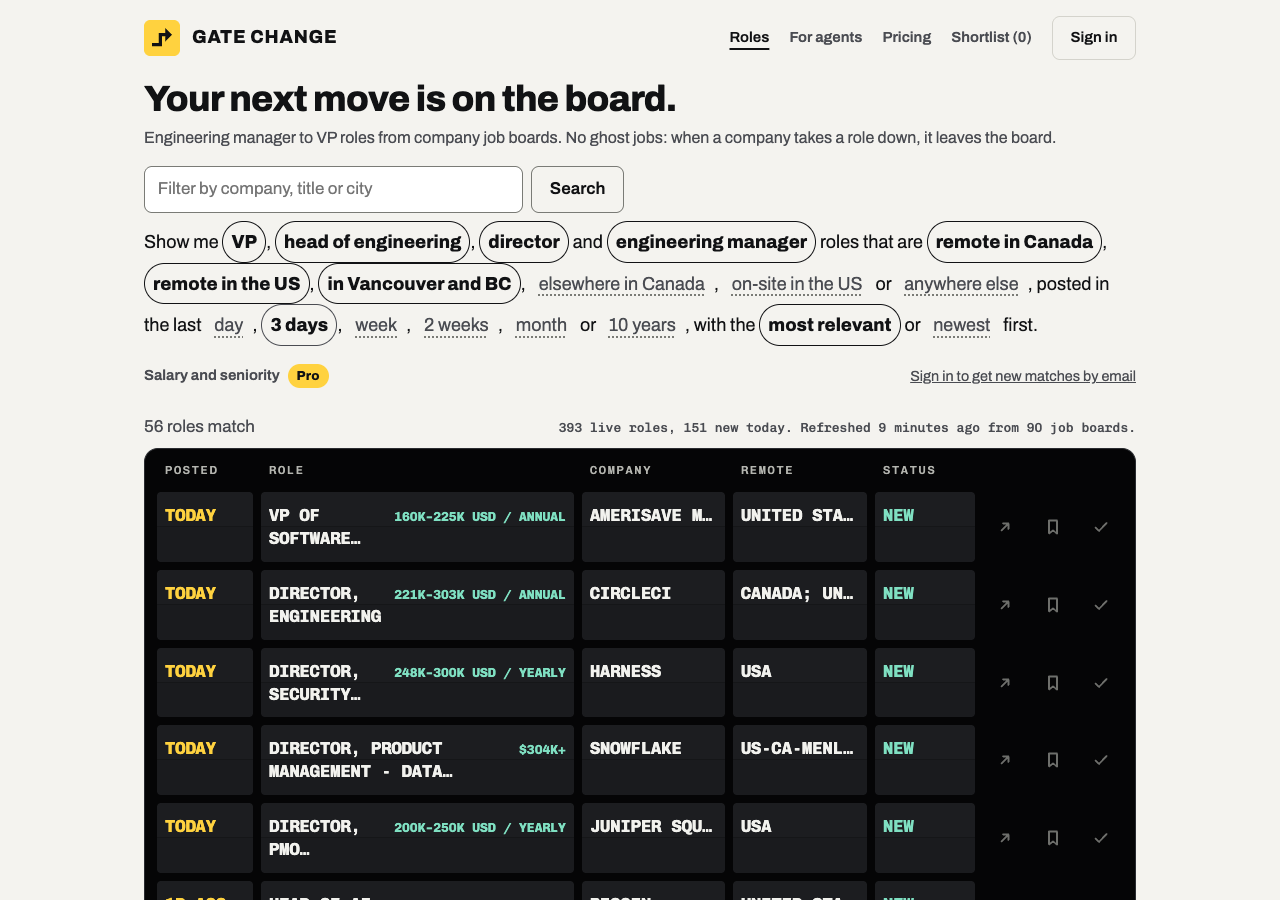 GATE CHANGE
Roles For agents Pricing Shortlist (0) Sign in
Your next move is on the board.
Engineering manager to VP roles from company job boards. No ghost jobs: when a company takes a role down, it leaves the board.
Filter by company, title or city Search
Show me VP, head of engineering, director and engineering manager roles that are remote in Canada,
remote in the US, in Vancouver and BC, elsewhere in Canada, on-site in the US or anywhere else, posted in
the last day, 3 days, week, 2 weeks, month or 10 years, with the most relevant or newest first.
Salary and seniority Pro Sign in to get new matches by email
56 roles match 393 live roles, 151 new today. Refreshed 9 minutes ago from 90 job boards.
POSTED ROLE COMPANY REMOTE STATUS
TODAY VP OF 160K-225K USD / ANNUAL AMERISAVE M… UNITED STA… NEW
SOFTWARE…
TODAY DIRECTOR, 221K-303K USD / ANNUAL CIRCLECI CANADA; UN… NEW
ENGINEERING
TODAY DIRECTOR, 248K-300K USD / YEARLY HARNESS USA NEW
SECURITY…
TODAY DIRECTOR, PRODUCT $304K+ SNOWFLAKE US-CA-MENL… NEW
MANAGEMENT - DATA…
TODAY DIRECTOR, 200K-250K USD / YEARLY JUNIPER SQU… USA NEW
PMO…